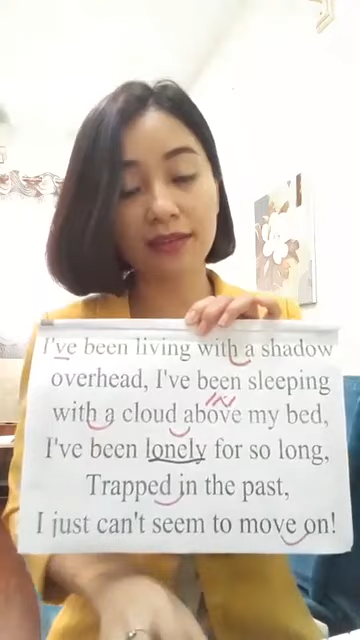 I've been living with a shadow
overhead, I've been sleeping
with a cloud above my bed,
I've been lonely for so long,
Trapped in the past,
I just can't seem to move on!
/ɪn/